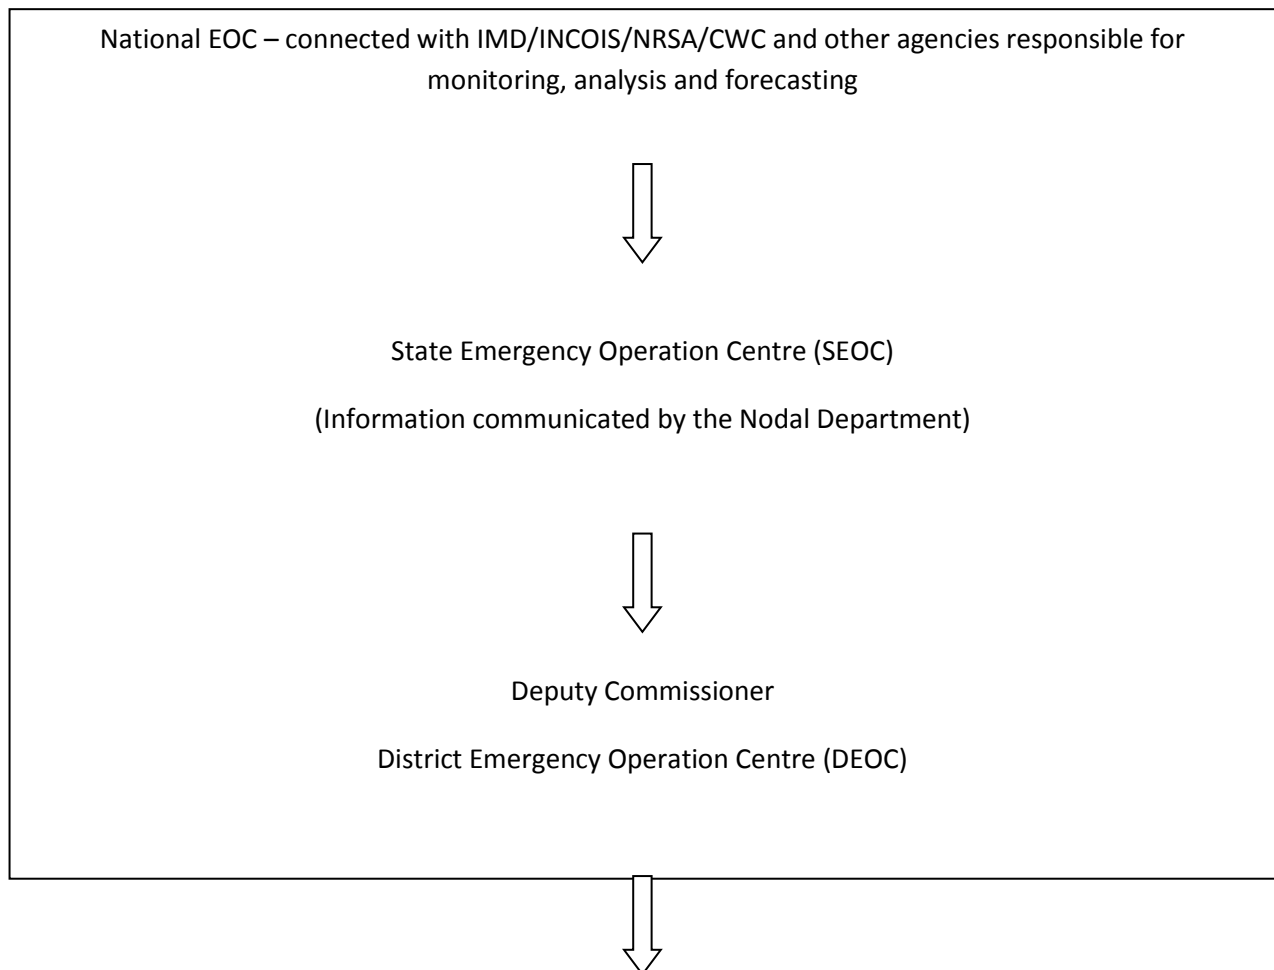 National EOC – connected with IMD/INCOIS/NRSA/CWC and other agencies responsible for
monitoring, analysis and forecasting
State Emergency Operation Centre (SEOC)
(Information communicated by the Nodal Department)
Deputy Commissioner
District Emergency Operation Centre (DEOC)